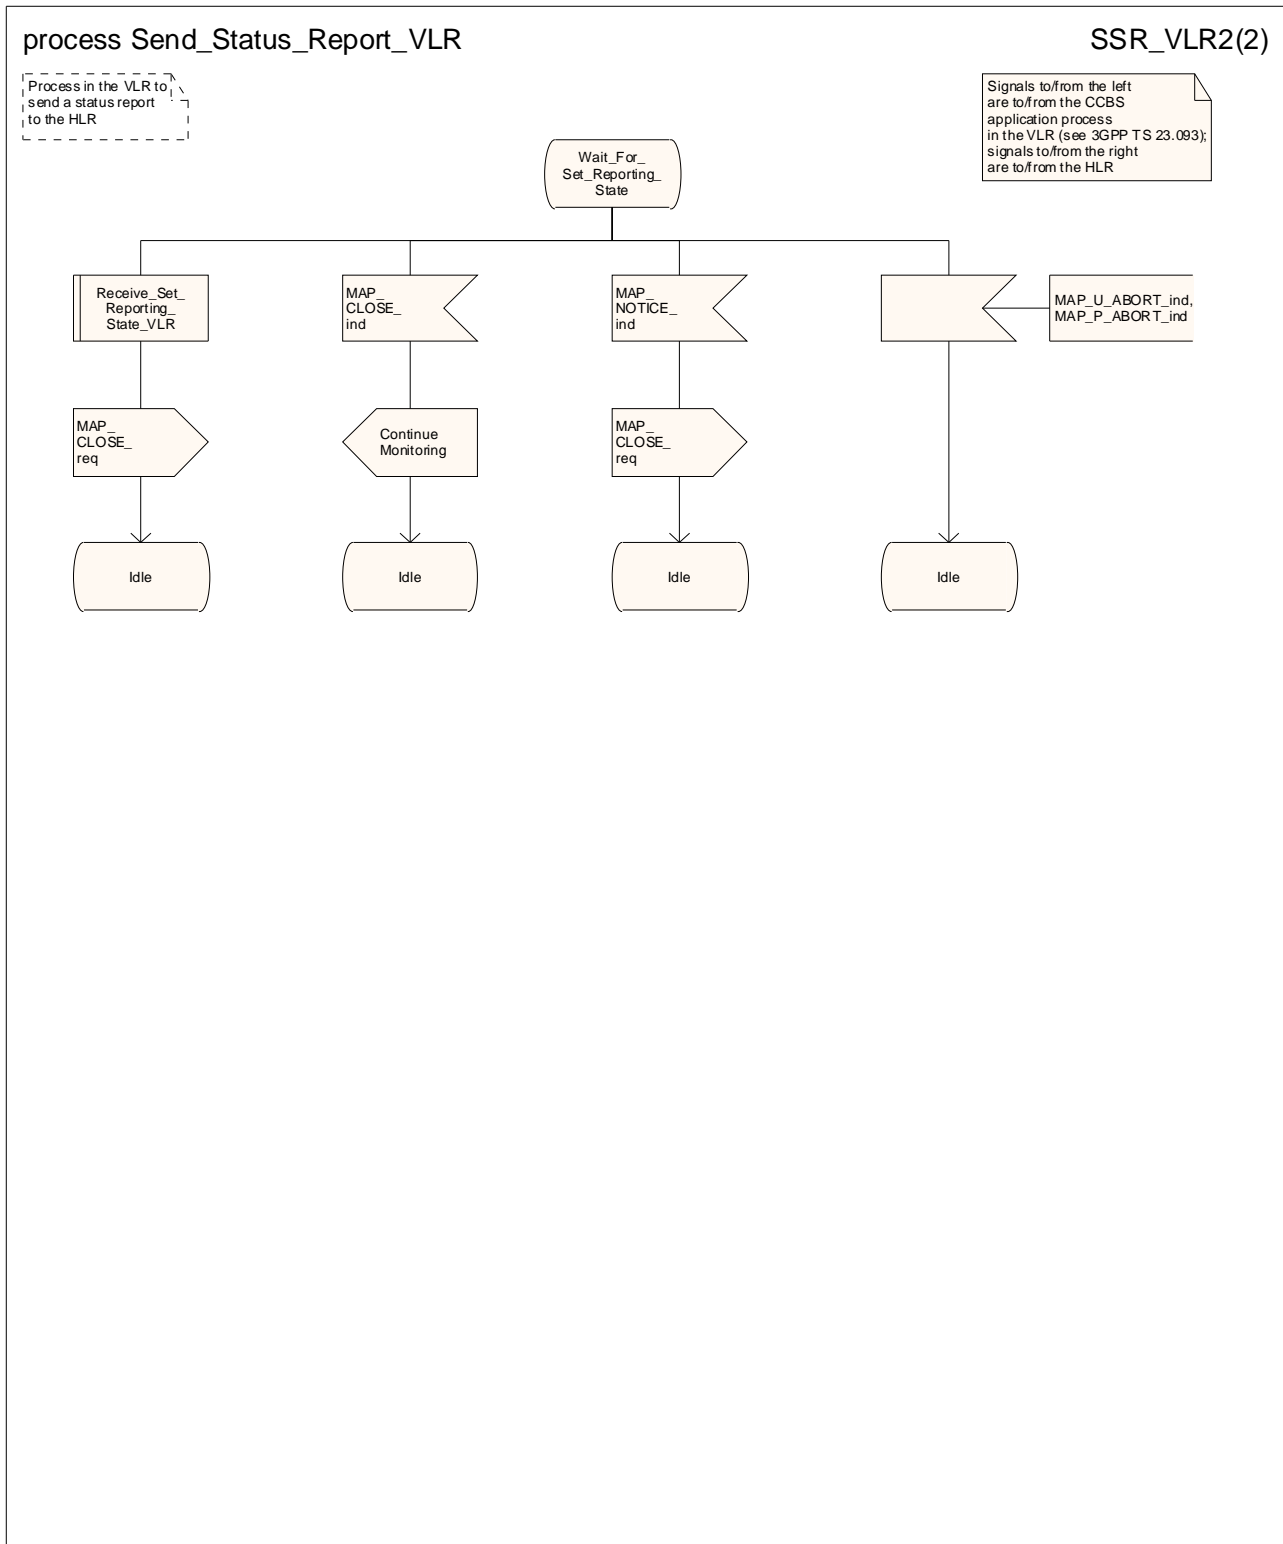 process Send_Status_Report_VLR
SSR_VLR2(2)
Process in the VLR to
send a status report
to the HLR
Signals to/from the left
are to/from the CCBS
application process
in the VLR (see 3GPP TS 23.093);
signals to/from the right
are to/from the HLR
Wait_For_
Set_Reporting_
State
Receive_Set_
Reporting_
State_VLR
MAP_
CLOSE_
ind
MAP_
NOTICE_
ind
MAP_U_ABORT_ind,
MAP_P_ABORT_ind
MAP_
CLOSE_
req
Continue
Monitoring
MAP_
CLOSE_
req
Idle
Idle
Idle
Idle